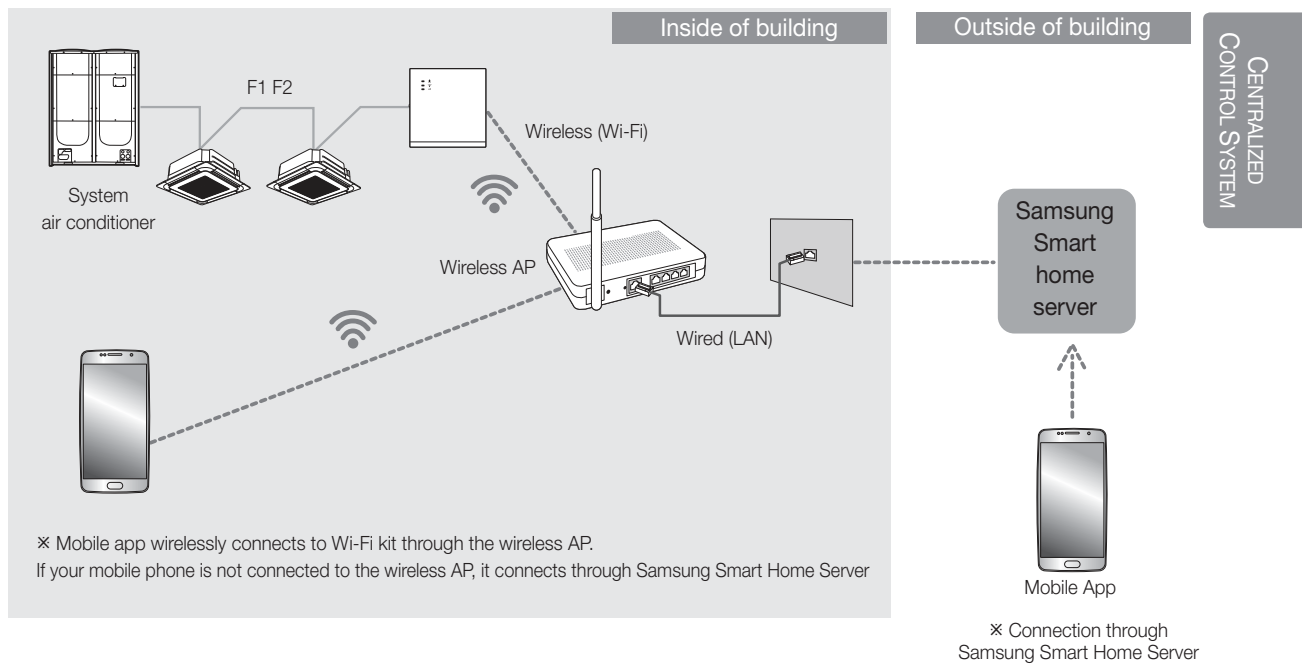 Inside of building
Outside of building
CENTRALIZED
CONTROL SYSTEM
F1 F2
Wireless (Wi-Fi)
System
air conditioner
Wireless AP
Wired (LAN)
Samsung
Smart
home
server
※ Mobile app wirelessly connects to Wi-Fi kit through the wireless AP.
If your mobile phone is not connected to the wireless AP, it connects through Samsung Smart Home Server
Mobile App
※ Connection through
Samsung Smart Home Server